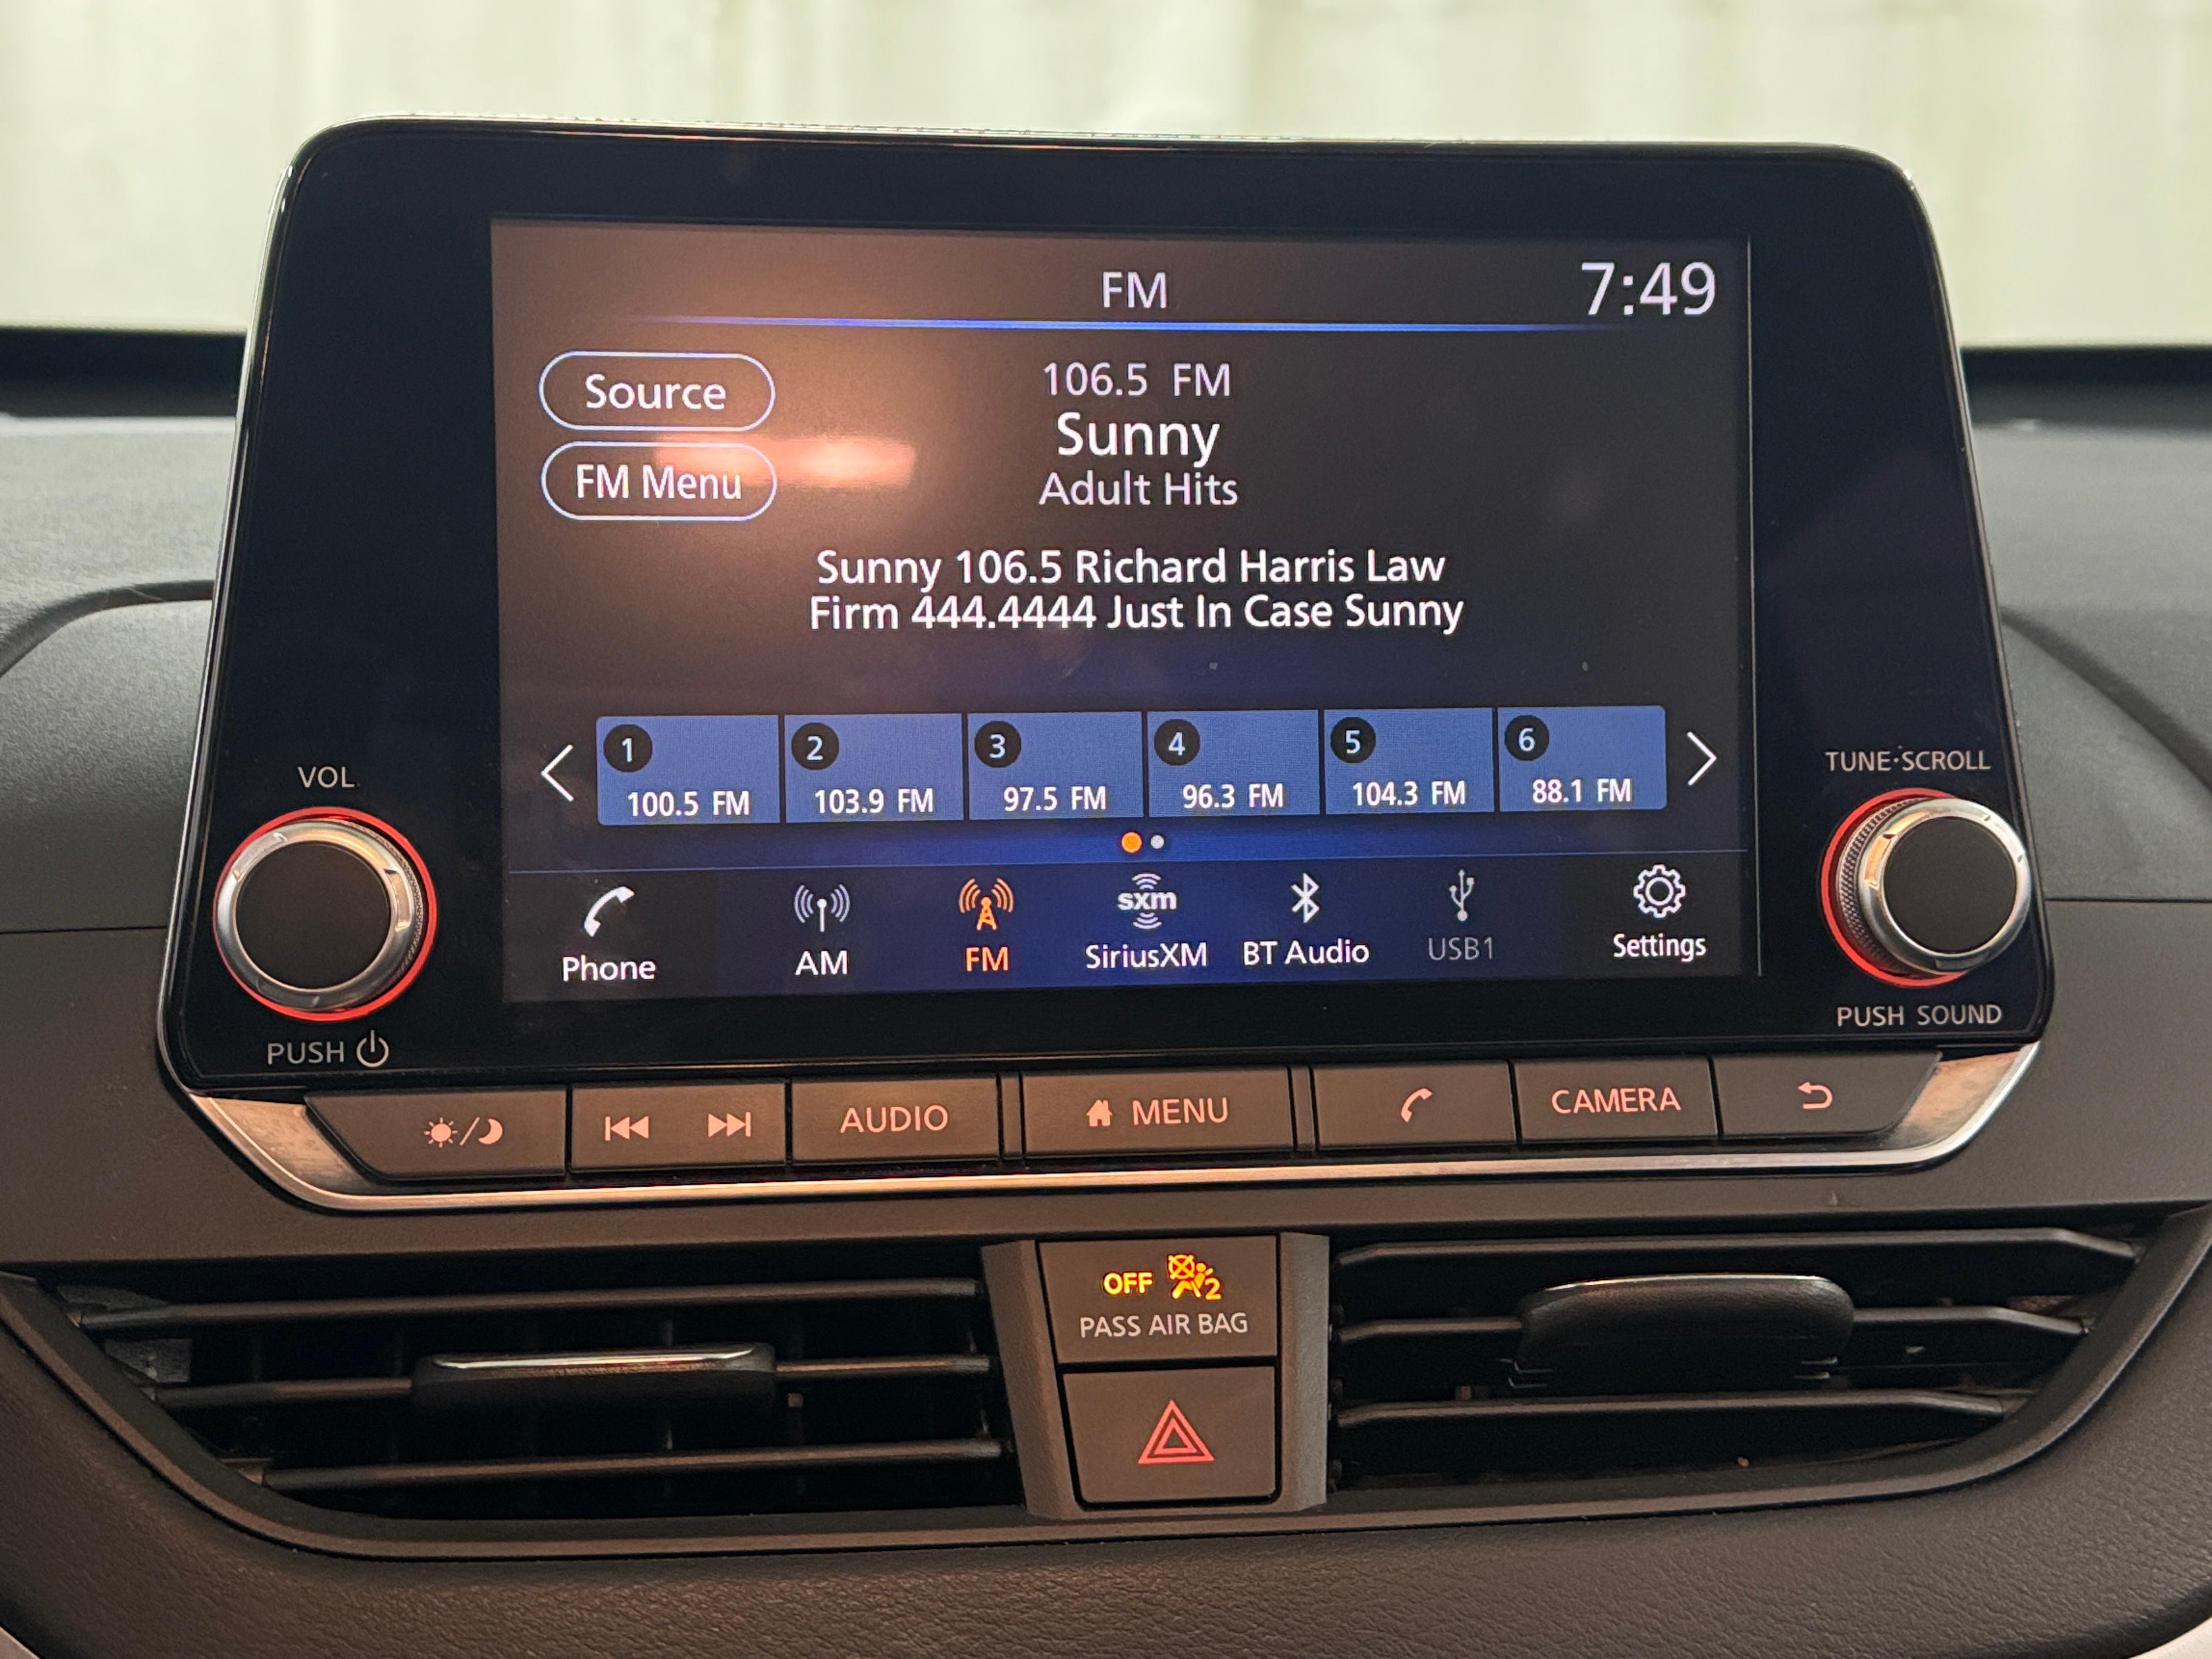 FM
7:49
Source
106.5 FM
Sunny
FM Menu
Adult Hits
Sunny 106.5 Richard Harris Law
Firm 444.4444 Just In Case Sunny
1
2
3
4
5
6
100.5 FM
103.9 FM
97.5 FM
96.3 FM
104.3 FM
88.1 FM
VOL
TUNE·SCROLL
sxm
Phone
AM
FM
SiriusXM
BT Audio
USB1
Settings
PUSH
PUSH SOUND
AUDIO
MENU
CAMERA
OFF 2
PASS AIR BAG